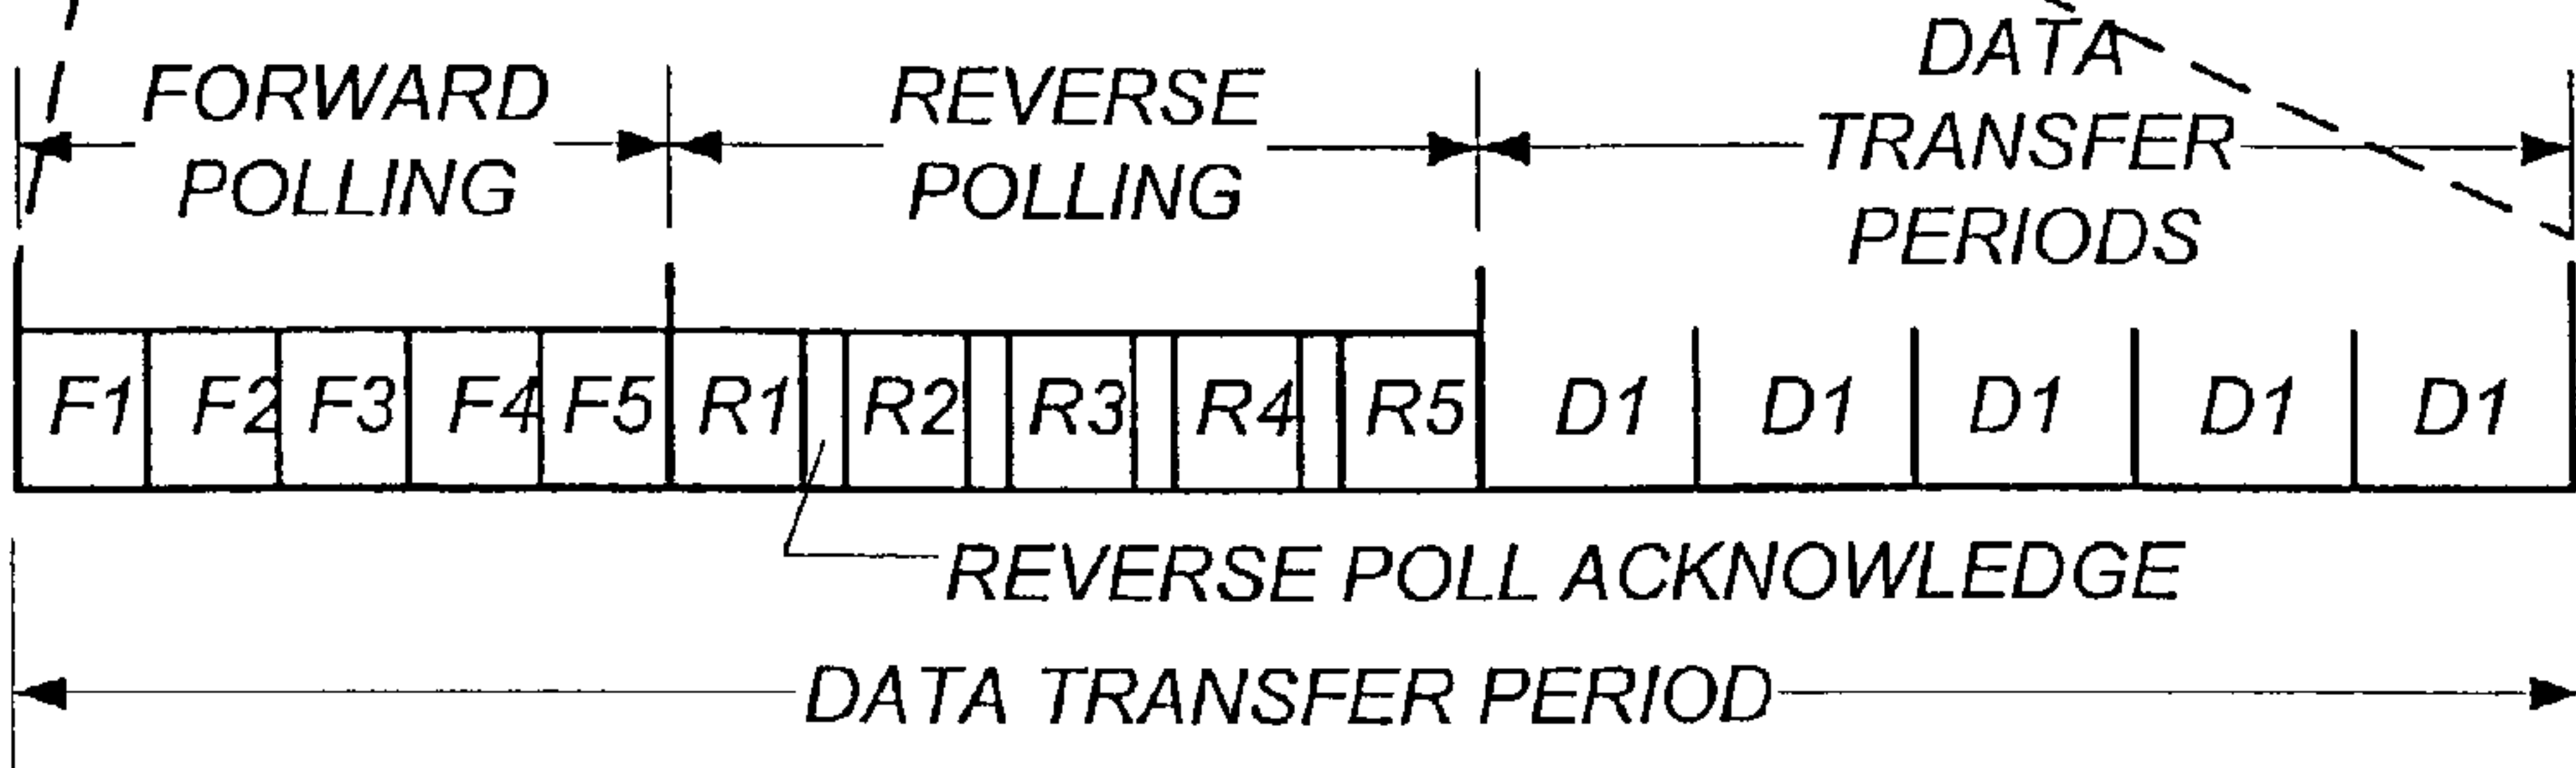 FORWARD
POLLING
REVERSE
POLLING
DATA
TRANSFER
PERIODS
F1 F2 F3 F4 F5 R1 R2 R3 R4 R5 D1 D1 D1 D1 D1
REVERSE POLL ACKNOWLEDGE
DATA TRANSFER PERIOD